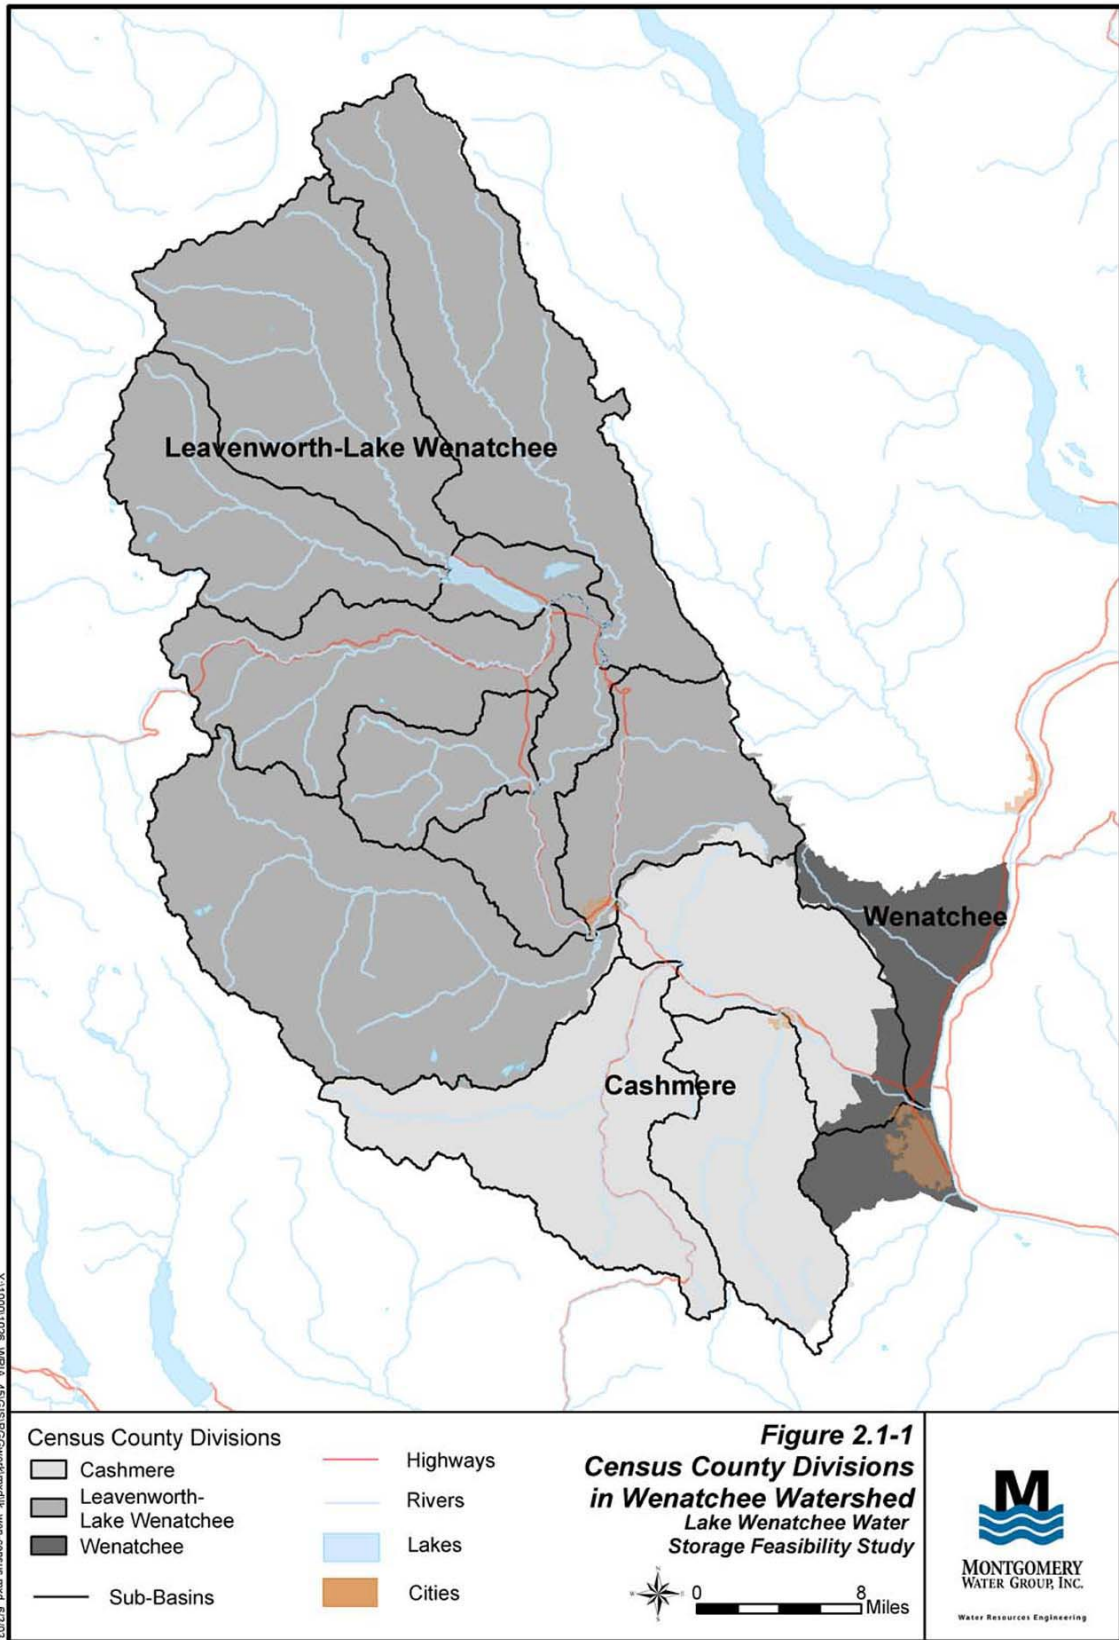 Leavenworth-Lake Wenatchee
Wenatchee
Cashmere
Census County Divisions
Cashmere
Leavenworth-
Lake Wenatchee
Wenatchee
Sub-Basins
Highways
Rivers
Lakes
Cities
Figure 2.1-1
Census County Divisions
in Wenatchee Watershed
Lake Wenatchee Water
Storage Feasibility Study
0 8
Miles
M
MONTGOMERY
WATER GROUP, INC.
Water Resources Engineering